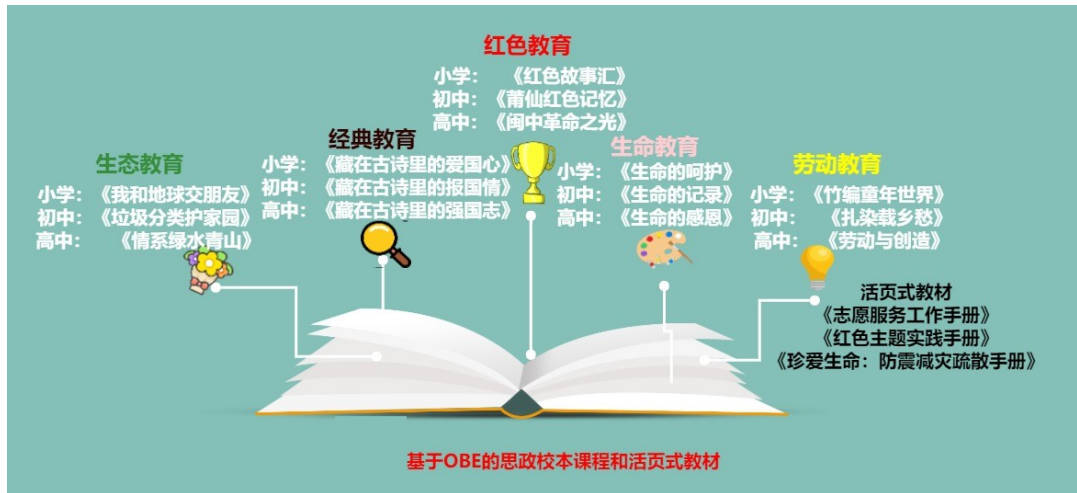 红色教育
小学： 《红色故事汇》
初中： 《莆仙红色记忆》
高中： 《闽中革命之光》
经典教育
小学： 《藏在古诗里的爱国心》
初中： 《藏在古诗里的报国情》
高中： 《藏在古诗里的强国志》
生态教育
小学： 《我和地球交朋友》
初中： 《垃圾分类护家园》
高中： 《情系绿水青山》
生命教育
小学： 《生命的呵护》
初中： 《生命的记录》
高中： 《生命的感恩》
劳动教育
小学： 《竹编童年世界》
初中： 《扎染载乡愁》
高中： 《劳动与创造》
活页式教材
《志愿服务工作手册》
《红色主题实践手册》
《珍爱生命：防震减灾疏散手册》
基于OBE的思政校本课程和活页式教材